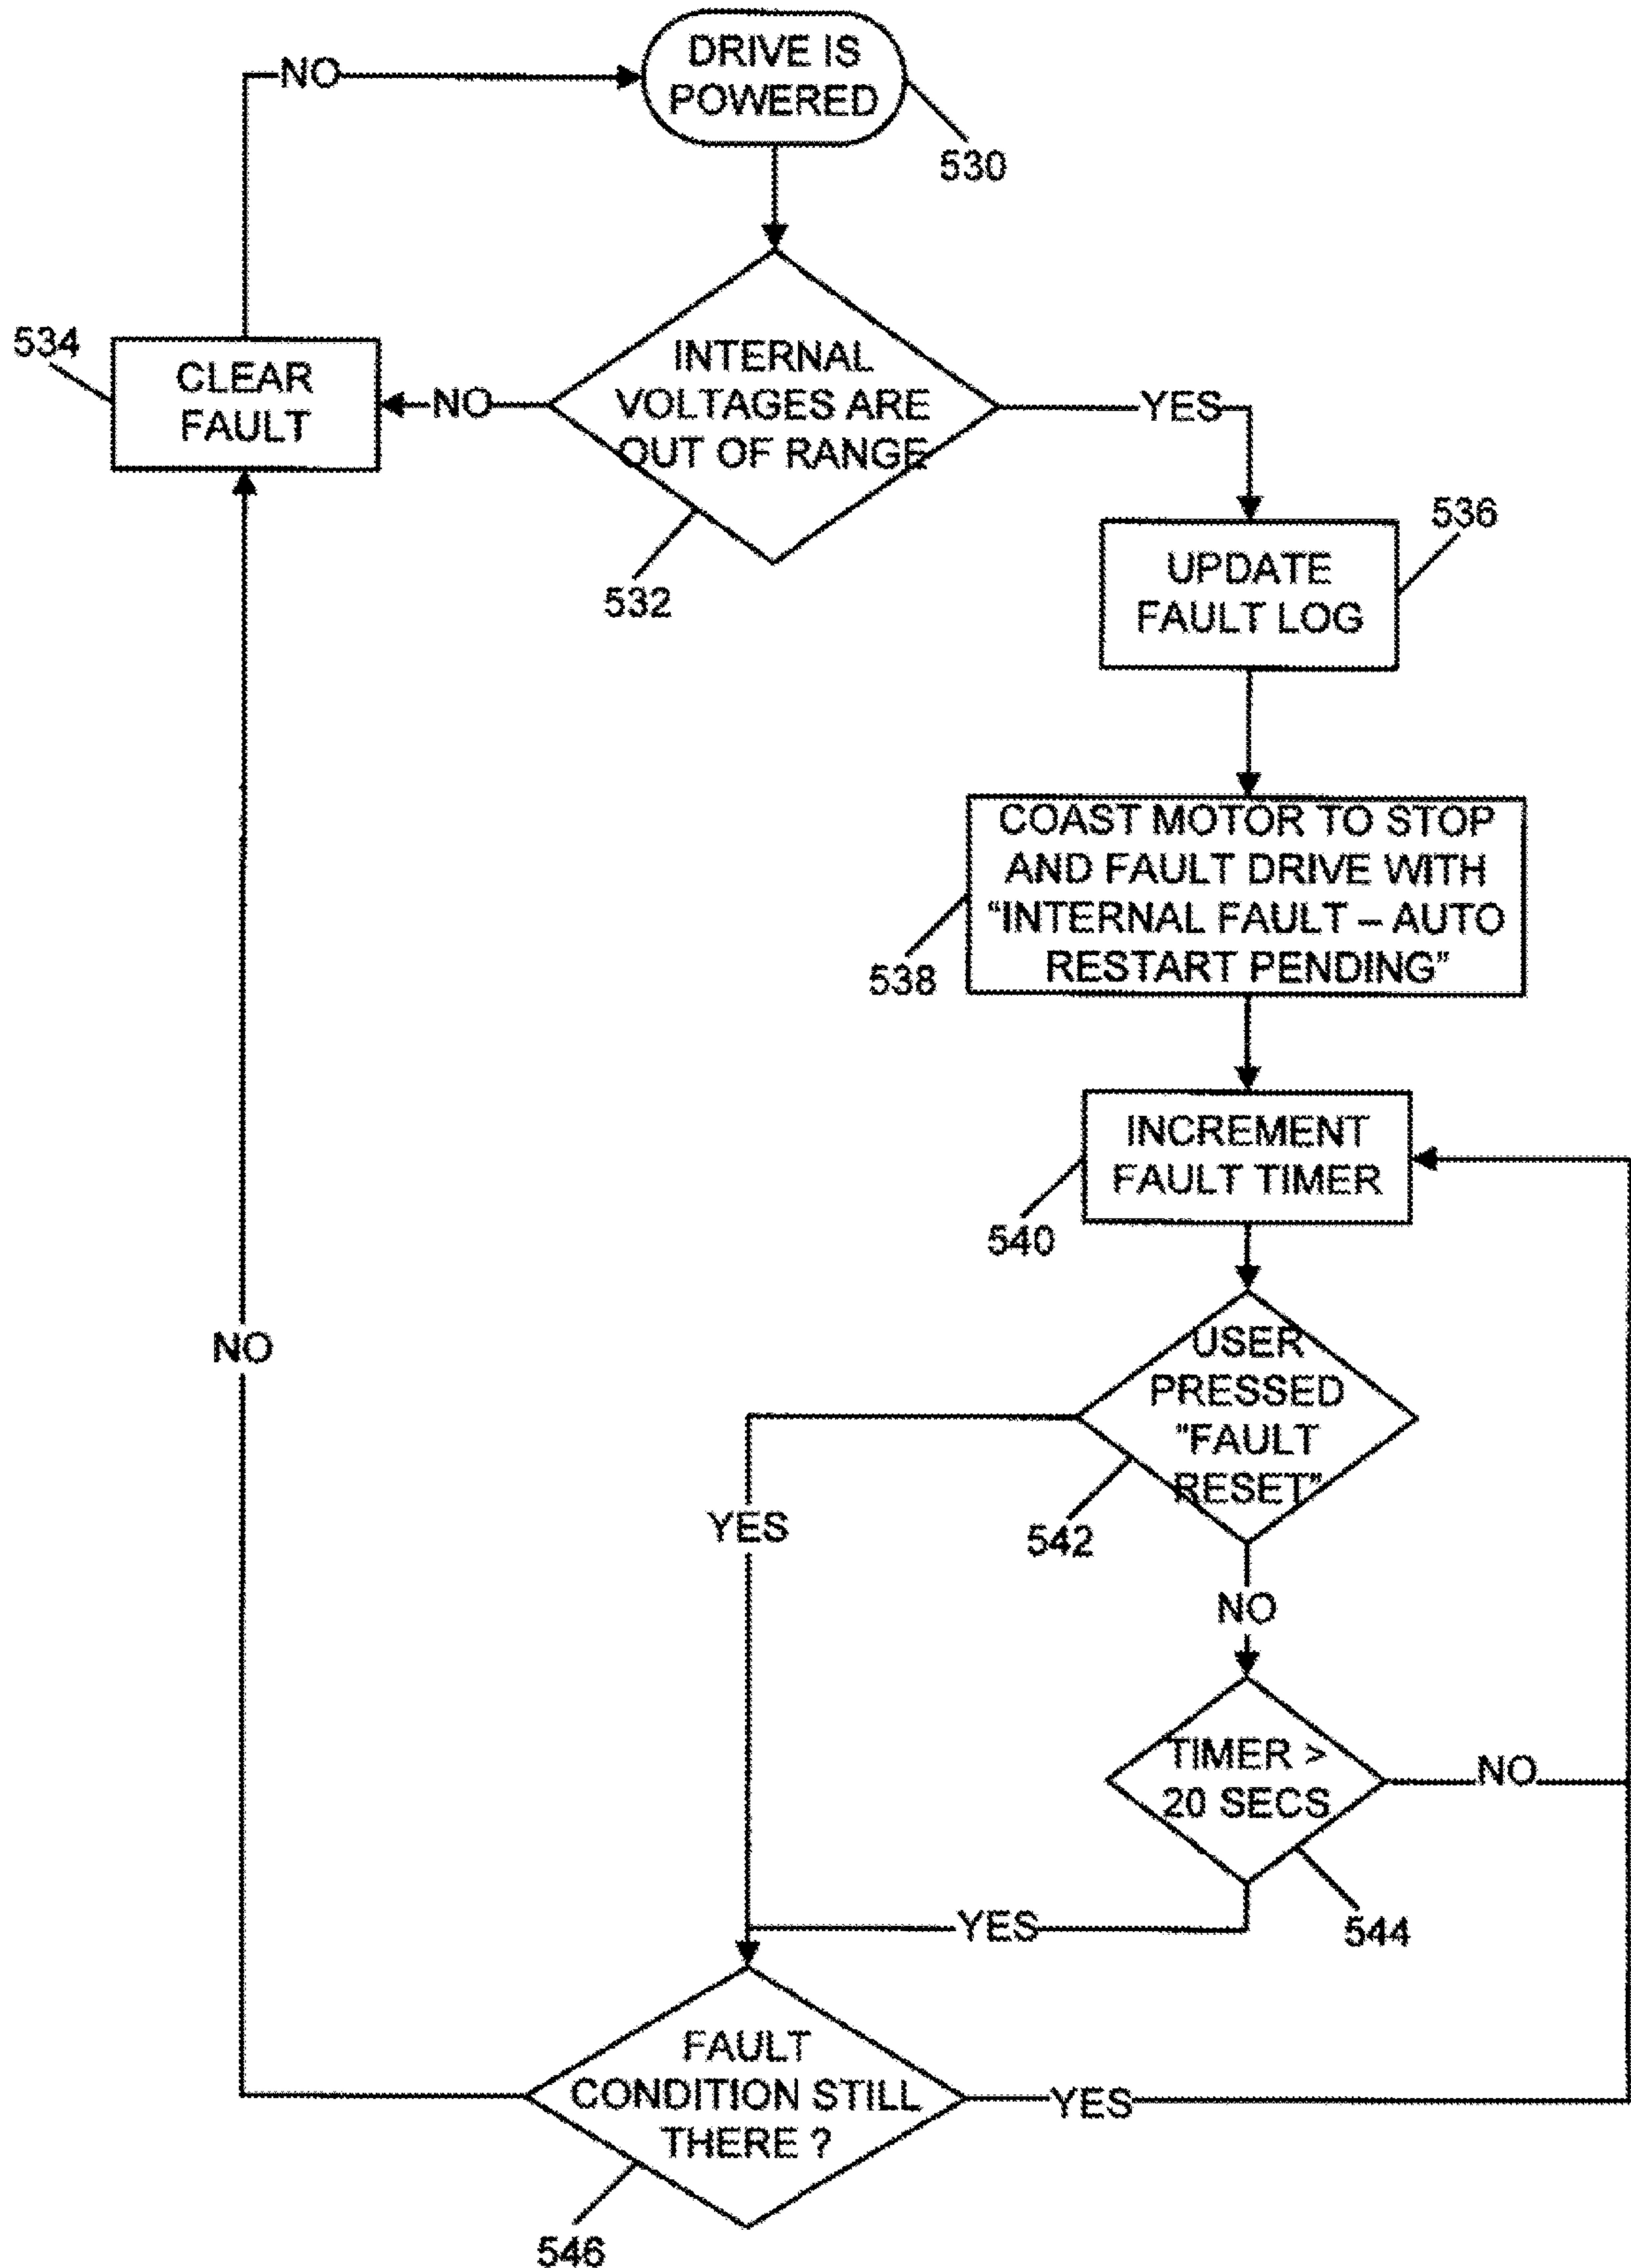 DRIVE IS
POWERED
NO
530
534
CLEAR
FAULT
NO
INTERNAL
VOLTAGES ARE
OUT OF RANGE
YES
532
536
UPDATE
FAULT LOG
COAST MOTOR TO STOP
AND FAULT DRIVE WITH
“INTERNAL FAULT – AUTO
RESTART PENDING”
538
INCREMENT
FAULT TIMER
540
NO
USER
PRESSED
"FAULT
RESET”
542
YES
NO
TIMER >
20 SECS
NO
544
YES
FAULT
CONDITION STILL
THERE ?
YES
546